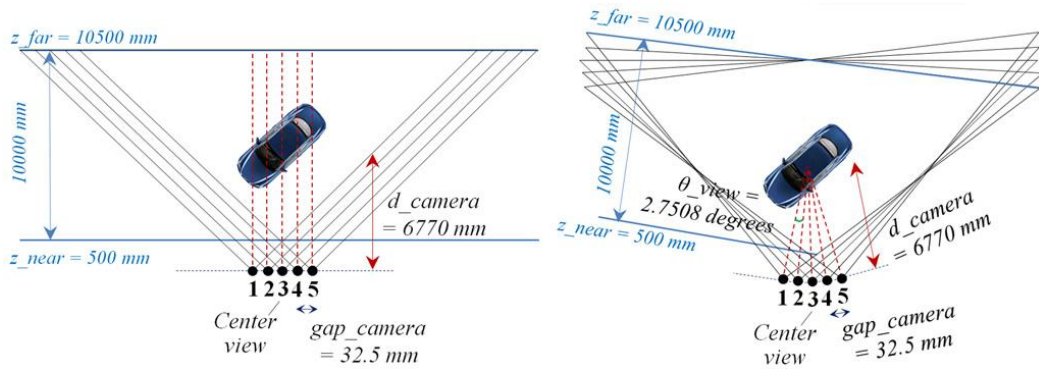 z_far = 10500 mm
10000 mm
d_camera
= 6770 mm
z_near = 500 mm
1 2 3 4 5
Center
view
gap_camera
= 32.5 mm
z_far = 10500 mm
10000 mm
θ_view =
2.7508 degrees
d_camera
= 6770 mm
z_near = 500 mm
1 2 3 4 5
Center
view
gap_camera
= 32.5 mm